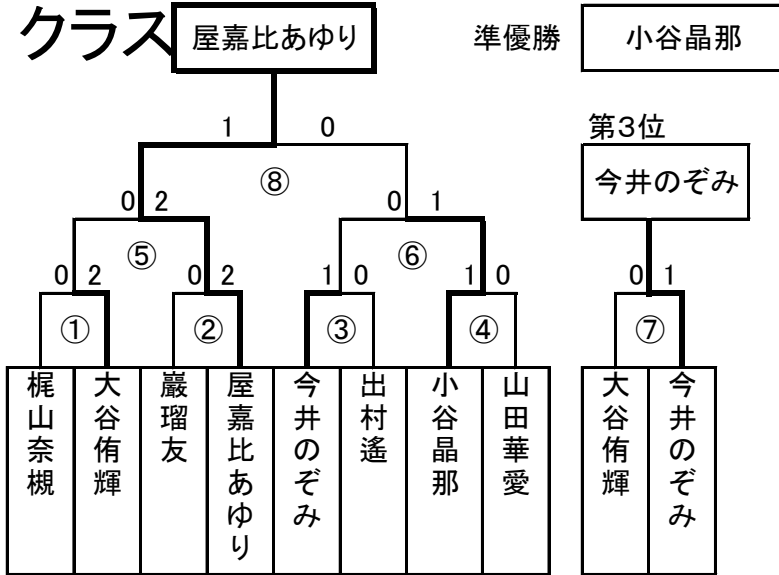 クラス
屋嘉比あゆり
準優勝
小谷晶那
1 0
第3位
⑧
今井のぞみ
0 2
0 1
⑤
⑥
0 2
0 2
1 0
1 0
0 1
①
②
③
④
⑦
梶山奈槻
大谷侑輝
巖瑠友
屋嘉比あゆり
今井のぞみ
出村遙
小谷晶那
山田華愛
大谷侑輝
今井のぞみ